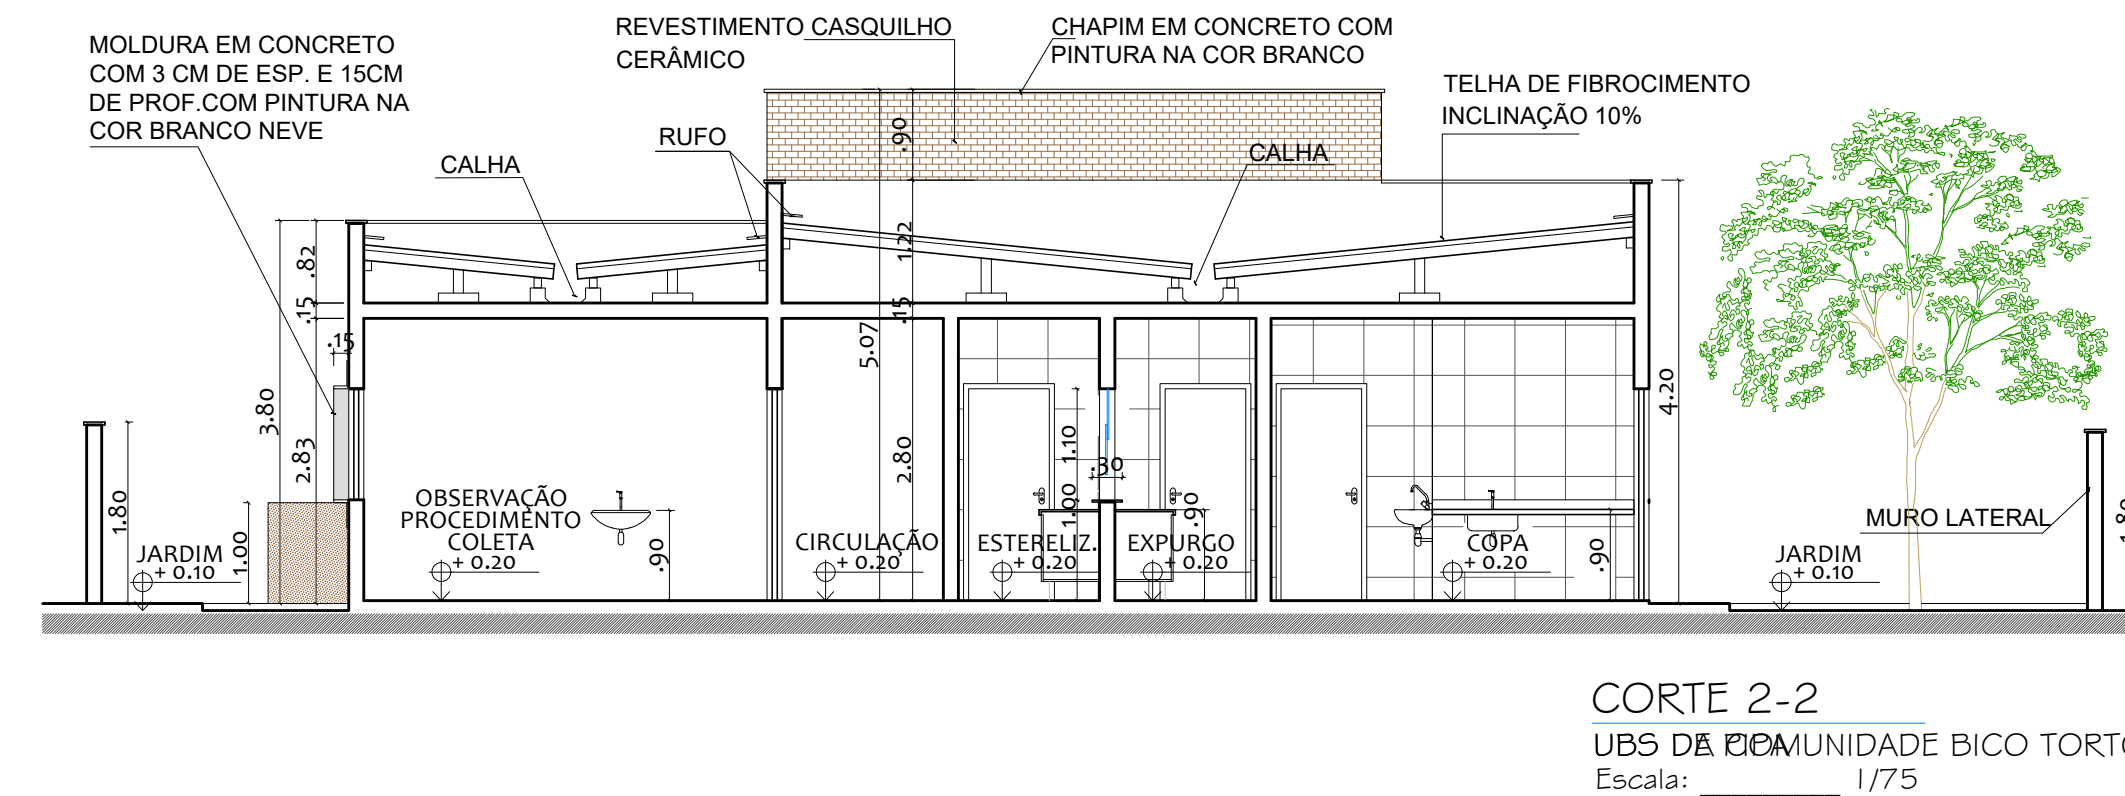 MOLDURA EM CONCRETO
COM 3 CM DE ESP. E 15CM
DE PROF.COM PINTURA NA
COR BRANCO NEVE
REVESTIMENTO CASQUILHO
CERÂMICO
CHAPIM EM CONCRETO COM
PINTURA NA COR BRANCO
TELHA DE FIBROCIMENTO
INCLINAÇÃO 10%
RUFO
CALHA
CALHA
.90
1.22
.15
5.07
2.80
.82
.15
.15
3.80
2.83
4.20
1.80
1.00
JARDIM
+ 0.10
OBSERVAÇÃO
PROCEDIMENTO
COLETA
+ 0.20
.90
CIRCULAÇÃO
+ 0.20
ESTERELIZ.
+ 0.20
1.10
1.00
.30
EXPURGO
+ 0.20
.90
COPA
+ 0.20
.90
JARDIM
+ 0.10
MURO LATERAL
CORTE 2-2
UBS COMUNIDADE BICO TORTO
Escala: __________ 1/75